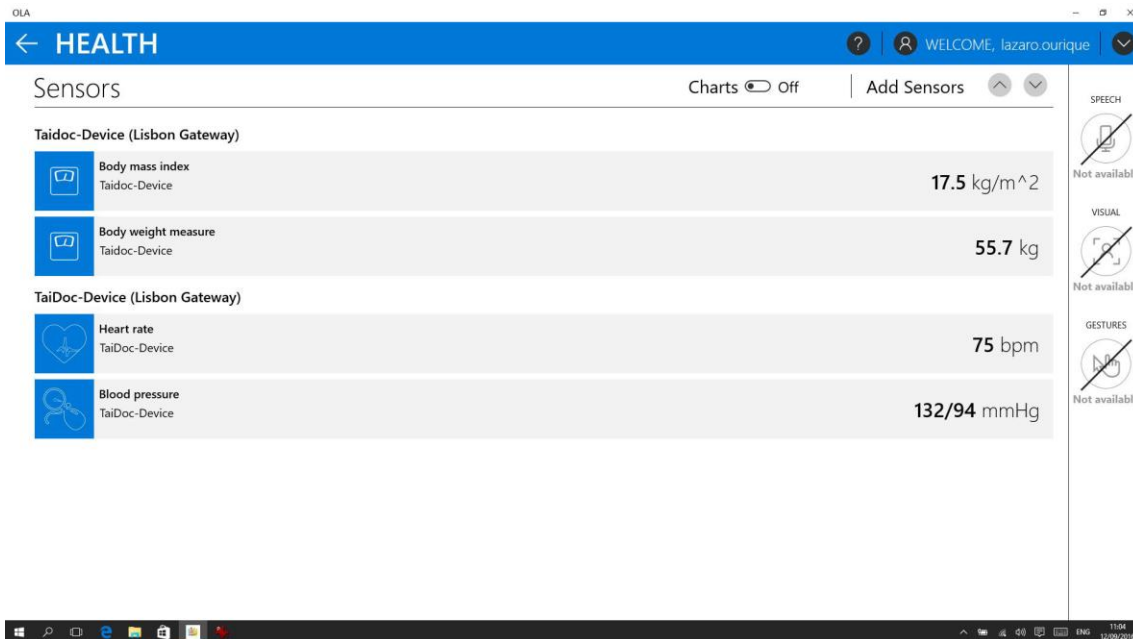 OLA
HEALTH
? WELCOME, lazaro.ourique
Sensors
Charts Off
Add Sensors
Taidoc-Device (Lisbon Gateway)
Body mass index
Taidoc-Device
17.5 kg/m^2
Body weight measure
Taidoc-Device
55.7 kg
TaiDoc-Device (Lisbon Gateway)
Heart rate
TaiDoc-Device
75 bpm
Blood pressure
TaiDoc-Device
132/94 mmHg
SPEECH
Not availabl
VISUAL
Not availabl
GESTURES
Not availabl
ENG
11:04
12/09/201